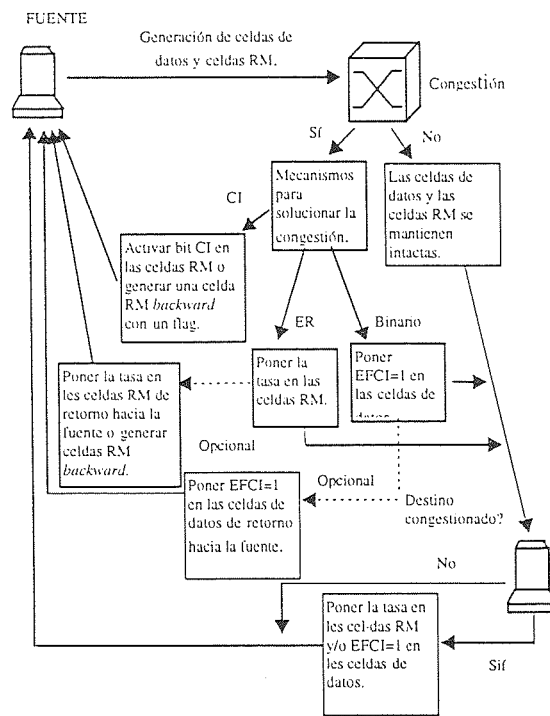 FUENTE
Generación de celdas de
datos y celdas RM.
Congestión
Sí
No
Mecanismos
para
solucionar la
congestión.
Las celdas de
datos y las
celdas RM se
mantienen
intactas.
CI
Activar bit CI en
las celdas RM o
generar una celda
RM backward
con un flag.
ER
Binario
Poner la tasa en
les celdas RM de
retorno hacia la
fuente o generar
celdas RM
backward.
Poner la
tasa en las
celdas RM.
Poner
EFCI=1 en
las celdas de
datos
Opcional
Opcional
Poner EFCI=1
en las celdas de
datos de retorno
hacia la fuente.
Destino
congestionado?
No
Poner la tasa en
les cel-das RM
y/o EFCI=1 en
les celdas de
datos.
Sií